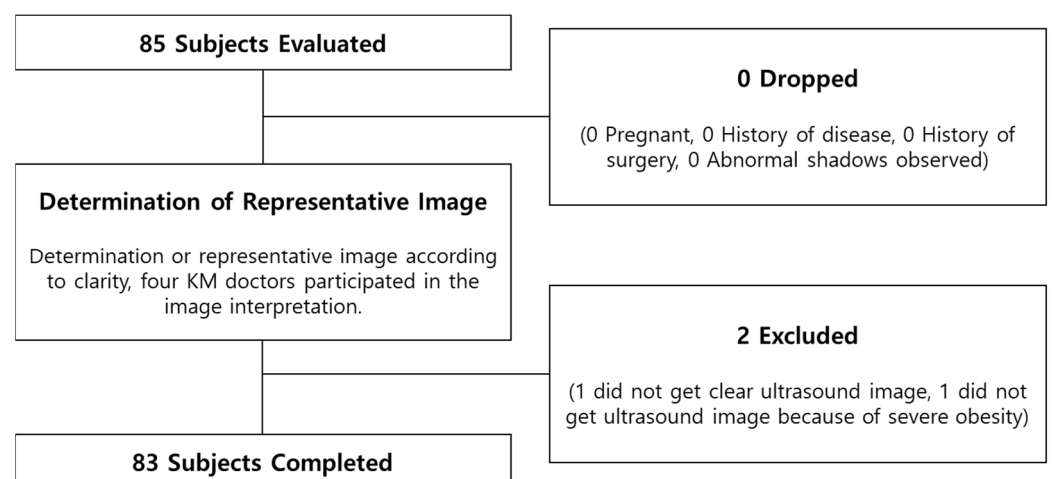 85 Subjects Evaluated
0 Dropped
(0 Pregnant, 0 History of disease, 0 History of
surgery, 0 Abnormal shadows observed)
Determination of Representative Image
Determination or representative image according
to clarity, four KM doctors participated in the
image interpretation.
2 Excluded
(1 did not get clear ultrasound image, 1 did not
get ultrasound image because of severe obesity)
83 Subjects Completed